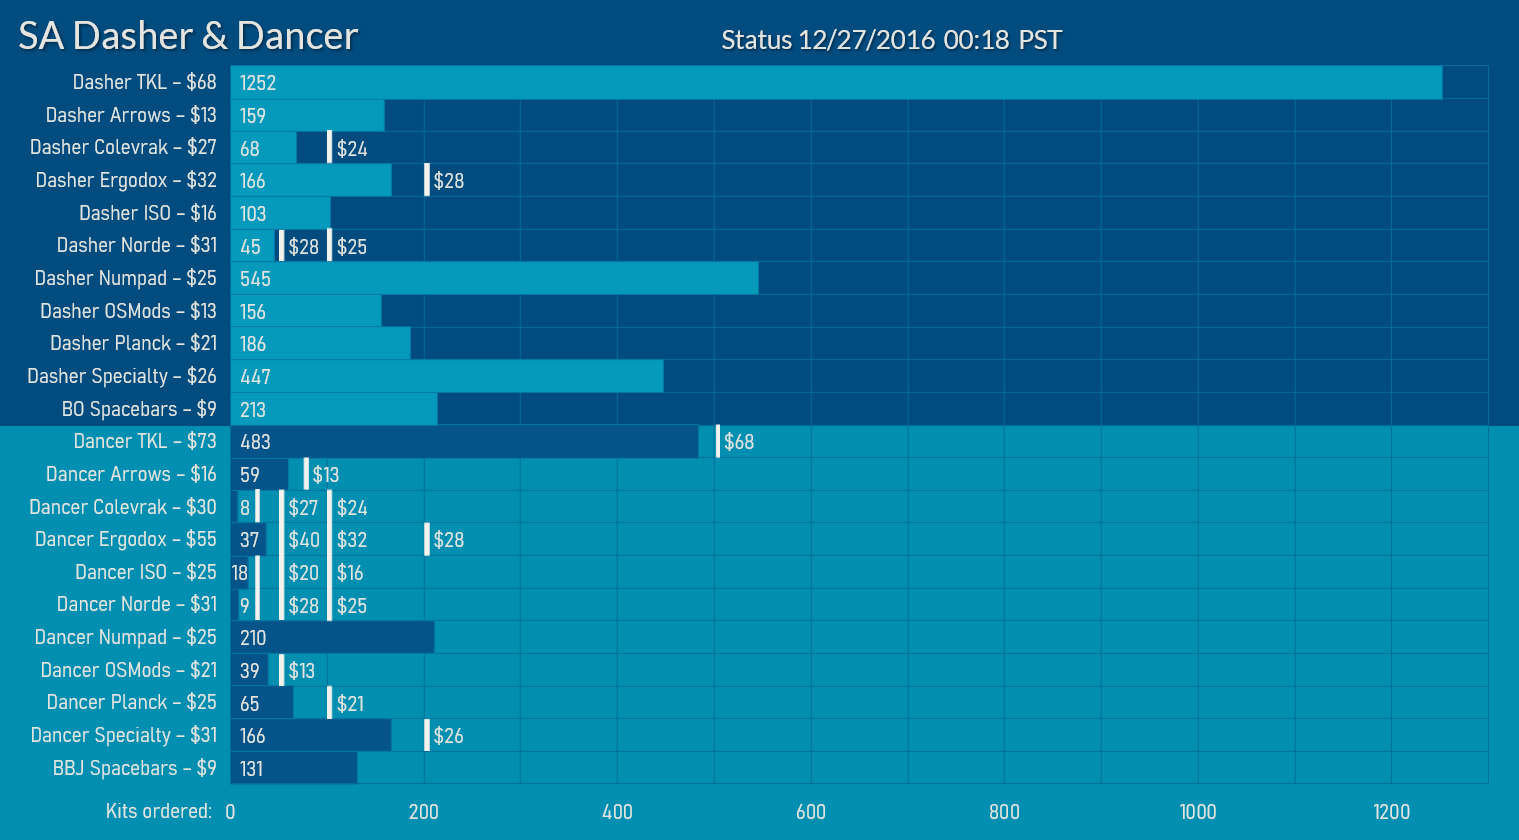 SA Dasher & Dancer
Status 12/27/2016 00:18 PST
Dasher TKL – $68 1252
Dasher Arrows – $13 159
Dasher Colevrak – $27 68 $24
Dasher Ergodox – $32 166 $28
Dasher ISO – $16 103
Dasher Norde – $31 45 $28 $25
Dasher Numpad – $25 545
Dasher OSMods – $13 156
Dasher Planck – $21 186
Dasher Specialty – $26 447
BO Spacebars – $9 213
Dancer TKL – $73 483 $68
Dancer Arrows – $16 59 $13
Dancer Colevrak – $30 8 $27 $24
Dancer Ergodox – $55 37 $40 $32 $28
Dancer ISO – $25 18 $20 $16
Dancer Norde – $31 9 $28 $25
Dancer Numpad – $25 210
Dancer OSMods – $21 39 $13
Dancer Planck – $25 65 $21
Dancer Specialty – $31 166 $26
BBJ Spacebars – $9 131
Kits ordered: 0 200 400 600 800 1000 1200